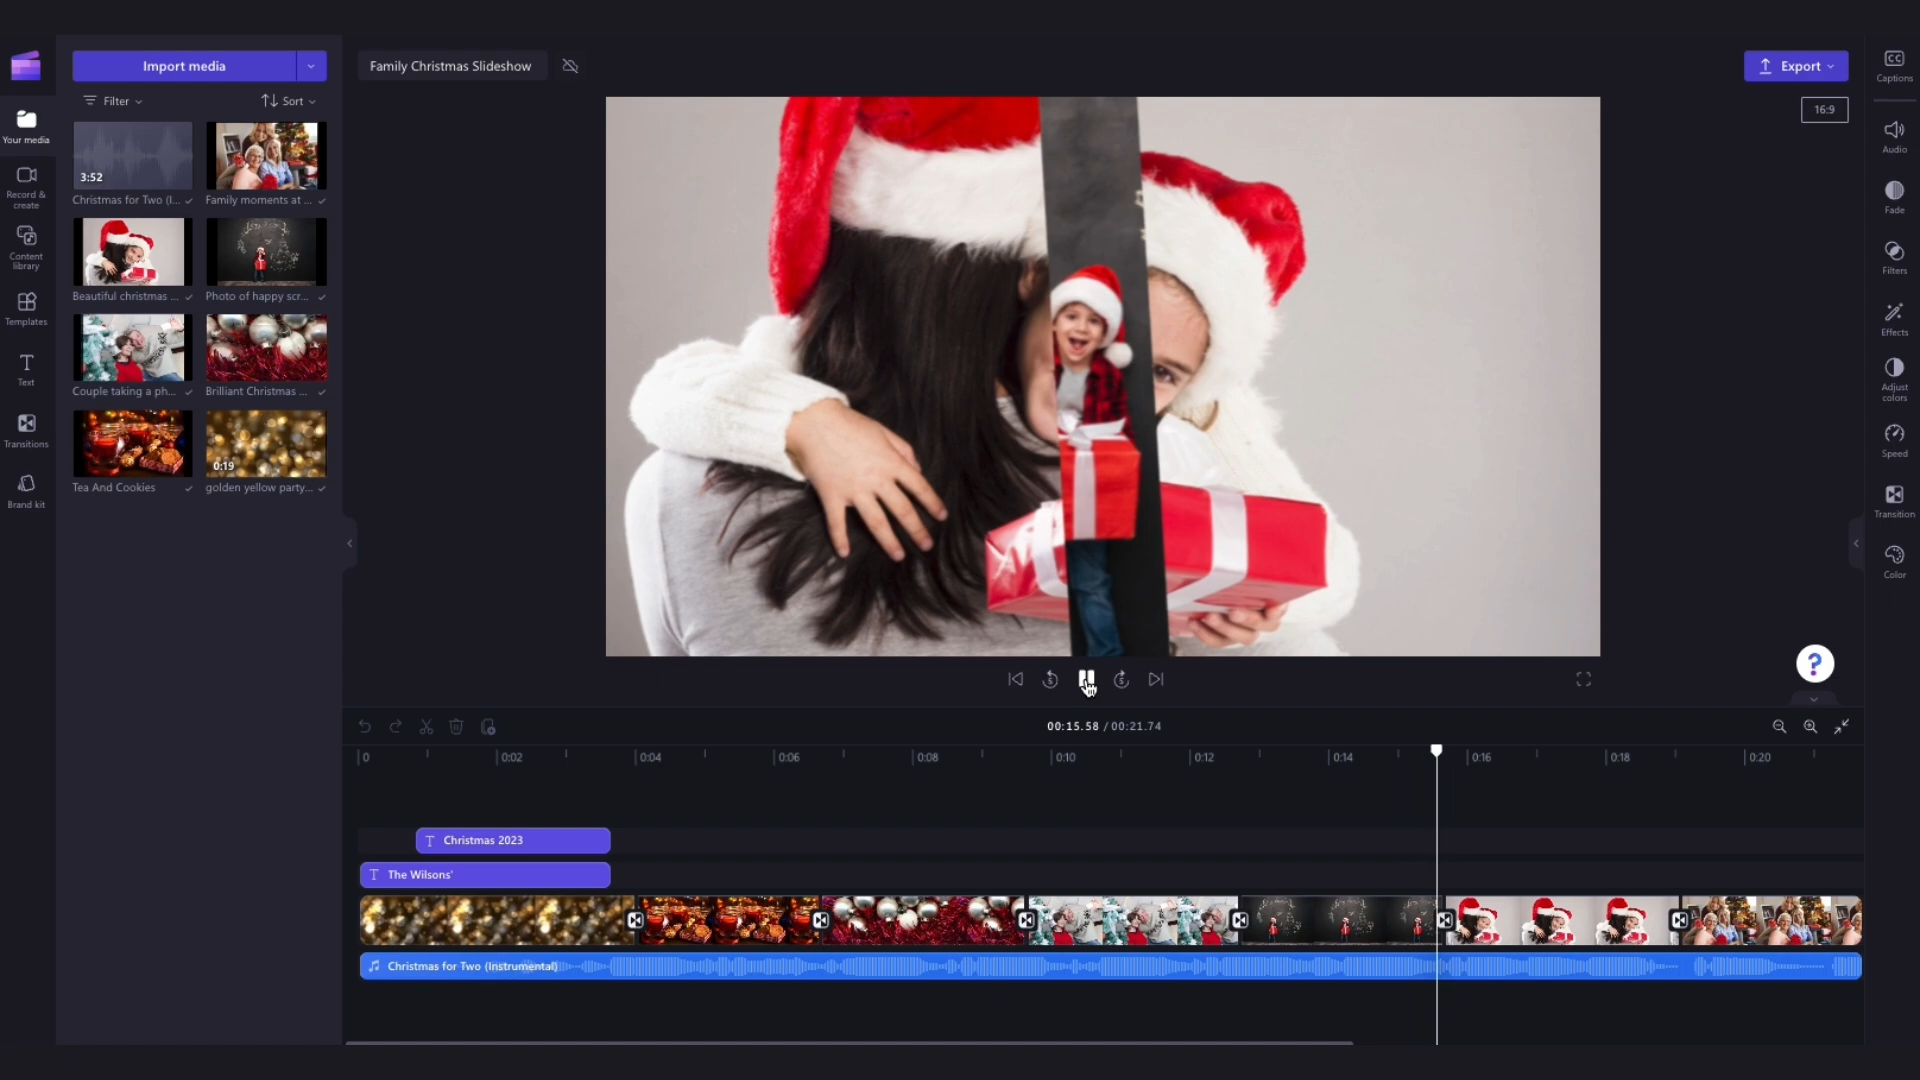 Import media
Family Christmas Slideshow
Export
Captions
Filter
Sort
16:9
Your media
3:52
Christmas for Two (I...
Family moments at ...
Audio
Record &
create
Fade
Content
library
Beautiful christmas ...
Photo of happy scr...
Filters
Templates
Effects
Text
Couple taking a ph...
Brilliant Christmas ...
Adjust
colors
Transitions
Speed
0:19
Tea And Cookies
golden yellow party...
Brand kit
Transition
Color
?
5
5
00:15.58 / 00:21.74
0
0:02
0:04
0:06
0:08
0:10
0:12
0:14
0:16
0:18
0:20
T Christmas 2023
T The Wilsons'
Christmas for Two (Instrumental)